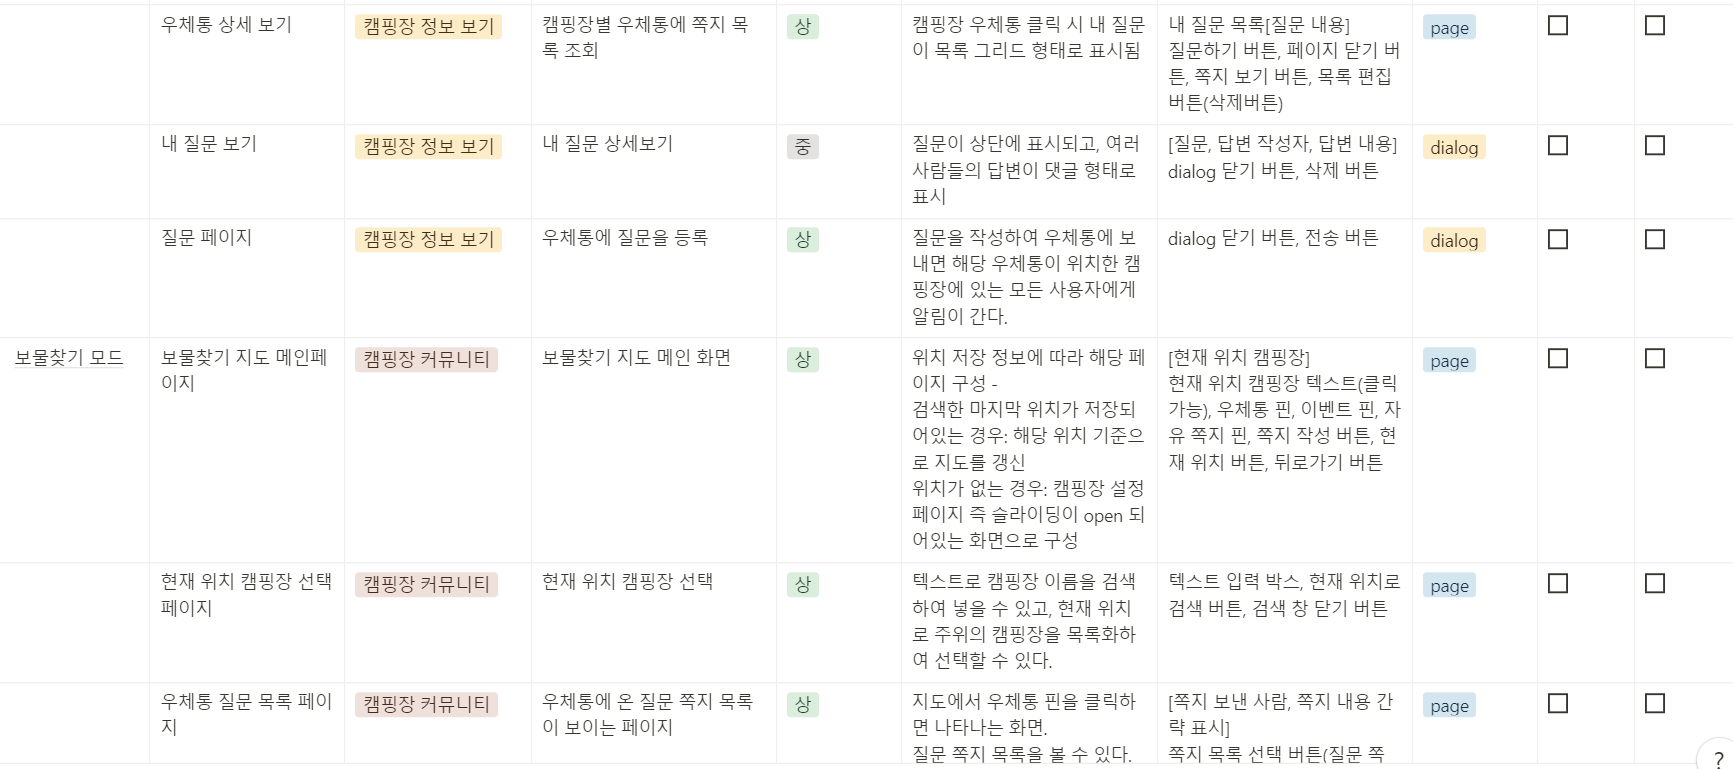 우체통 상세 보기
캠핑장 정보 보기
캠핑장별 우체통에 쪽지 목
록 조회
상
캠핑장 우체통 클릭 시 내 질문
이 목록 그리드 형태로 표시됨
내 질문 목록[질문 내용]
질문하기 버튼, 페이지 닫기 버
튼, 쪽지 보기 버튼, 목록 편집
버튼(삭제버튼)
page
내 질문 보기
캠핑장 정보 보기
내 질문 상세보기
중
질문이 상단에 표시되고, 여러
사람들의 답변이 댓글 형태로
표시
[질문, 답변 작성자, 답변 내용]
dialog 닫기 버튼, 삭제 버튼
dialog
질문 페이지
캠핑장 정보 보기
우체통에 질문을 등록
상
질문을 작성하여 우체통에 보
내면 해당 우체통이 위치한 캠
핑장에 있는 모든 사용자에게
알림이 간다.
dialog 닫기 버튼, 전송 버튼
dialog
보물찾기 모드
보물찾기 지도 메인페
이지
캠핑장 커뮤니티
보물찾기 지도 메인 화면
상
위치 저장 정보에 따라 해당 페
이지 구성 -
검색한 마지막 위치가 저장되
어있는 경우: 해당 위치 기준으
로 지도를 갱신
위치가 없는 경우: 캠핑장 설정
페이지 즉 슬라이딩이 open 되
어있는 화면으로 구성
[현재 위치 캠핑장]
현재 위치 캠핑장 텍스트(클릭
가능), 우체통 핀, 이벤트 핀, 자
유 쪽지 핀, 쪽지 작성 버튼, 현
재 위치 버튼, 뒤로가기 버튼
page
현재 위치 캠핑장 선택
페이지
캠핑장 커뮤니티
현재 위치 캠핑장 선택
상
텍스트로 캠핑장 이름을 검색
하여 넣을 수 있고, 현재 위치
로 주위의 캠핑장을 목록화하
여 선택할 수 있다.
텍스트 입력 박스, 현재 위치로
검색 버튼, 검색 창 닫기 버튼
page
우체통 질문 목록 페이
지
캠핑장 커뮤니티
우체통에 온 질문 쪽지 목록
이 보이는 페이지
상
지도에서 우체통 핀을 클릭하
면 나타나는 화면.
질문 쪽지 목록을 볼 수 있다.
[쪽지 보낸 사람, 쪽지 내용 간
략 표시]
쪽지 목록 선택 버튼(질문 쪽
page
?